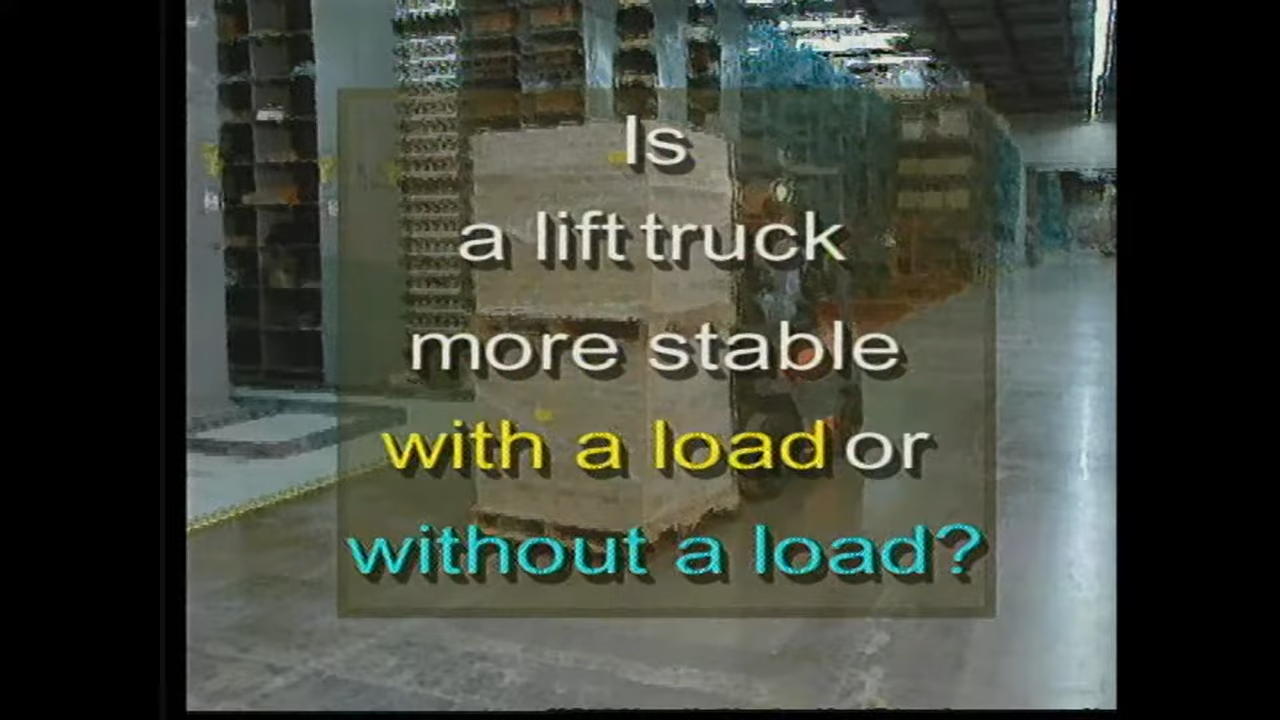 Is
a lift truck
more stable
with a load or
without a load?